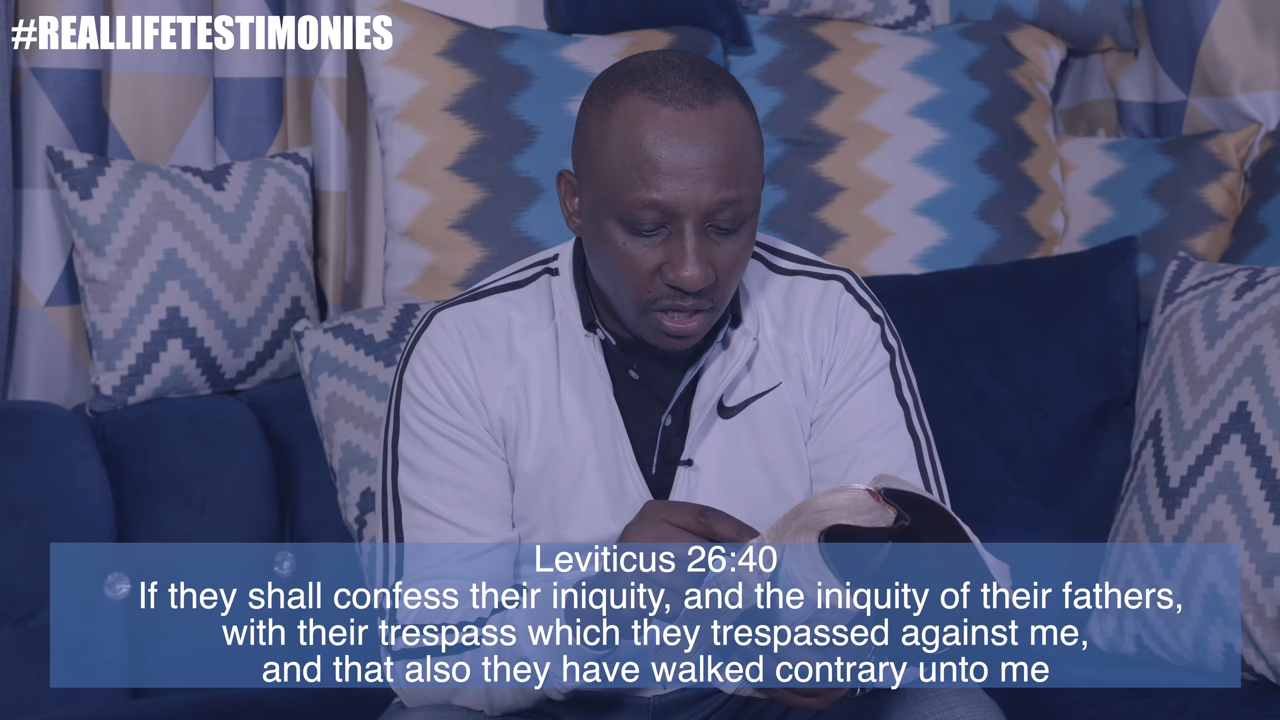 #REALLIFETESTIMONIES
Leviticus 26:40
If they shall confess their iniquity, and the iniquity of their fathers,
with their trespass which they trespassed against me,
and that also they have walked contrary unto me